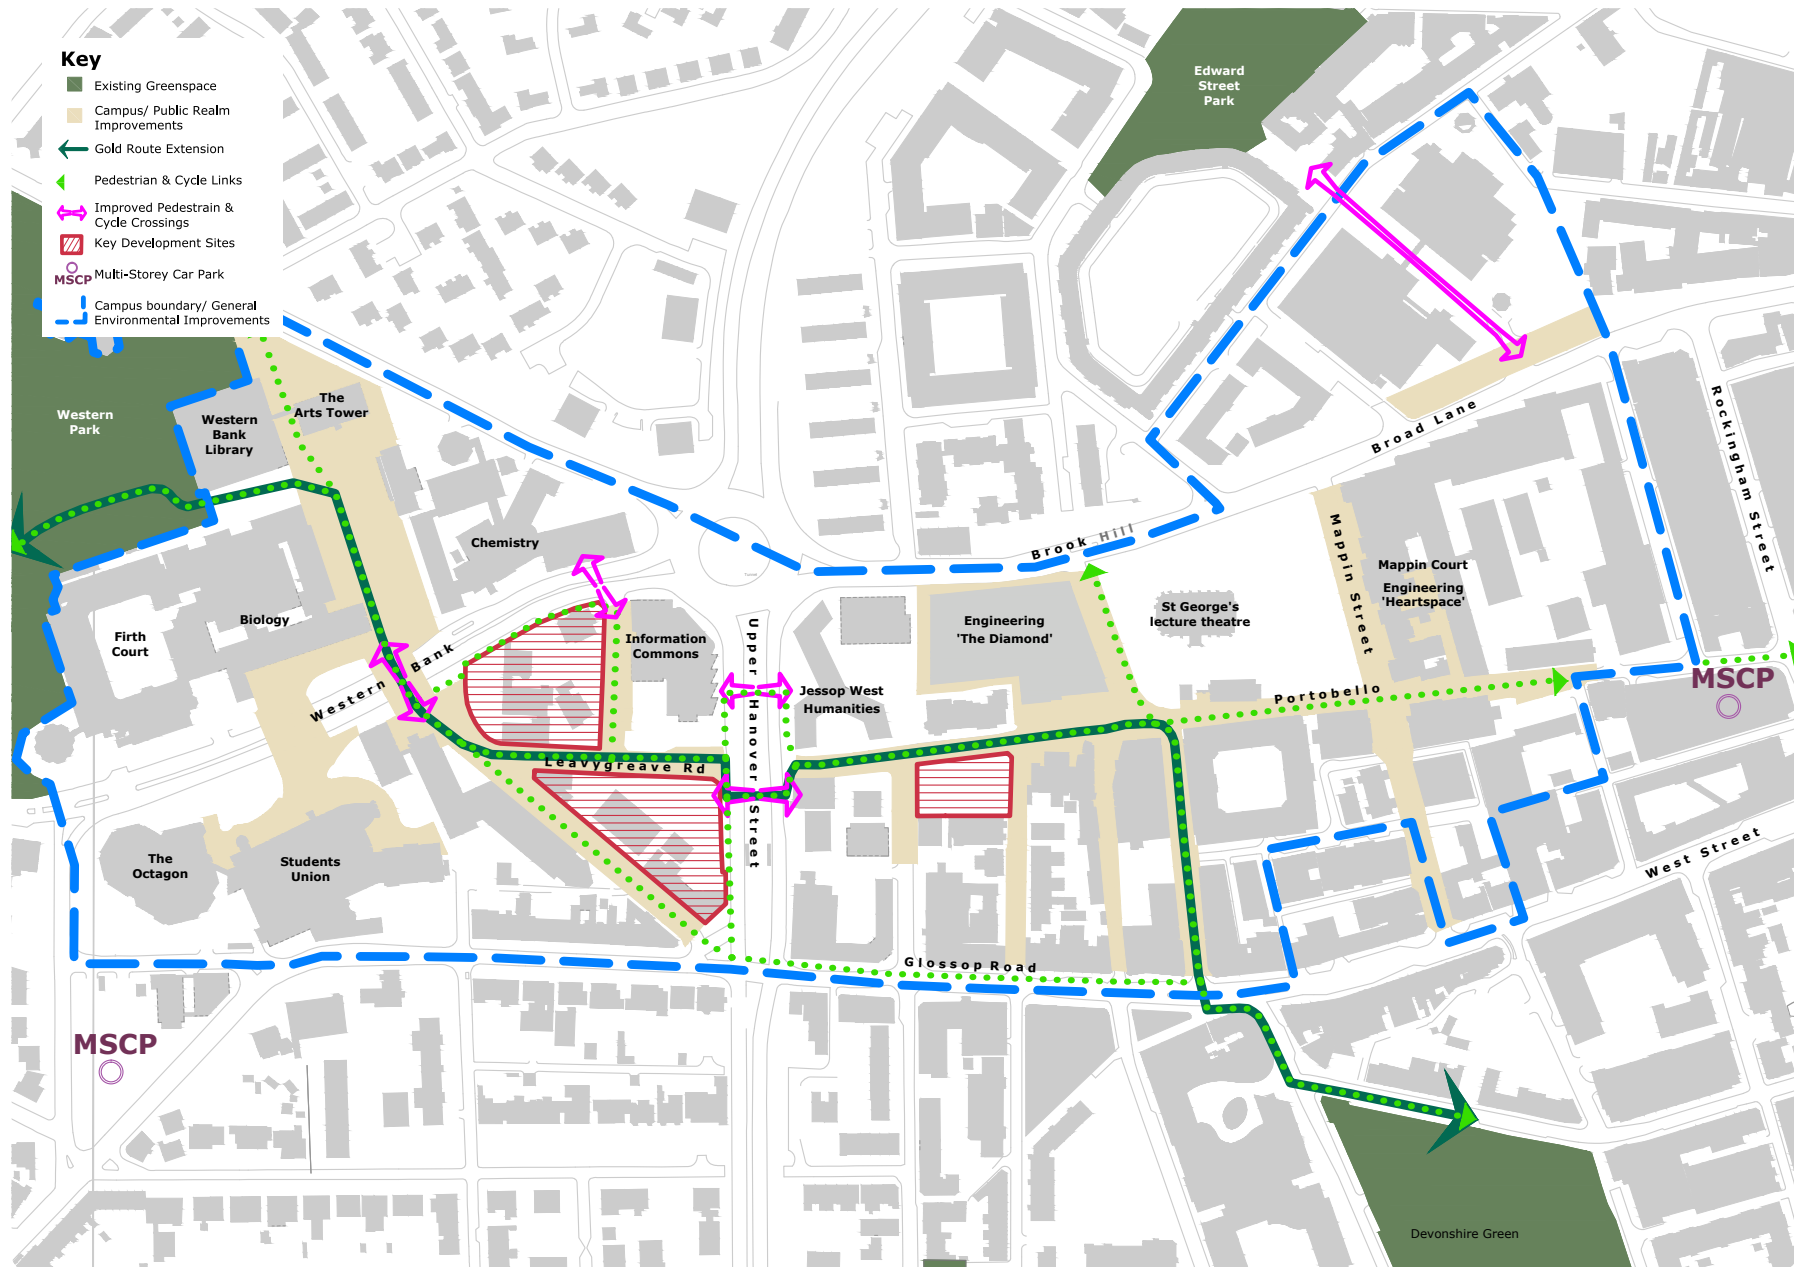 Key
Existing Greenspace
Campus/ Public Realm
Improvements
Gold Route Extension
Pedestrian & Cycle Links
Improved Pedestrain &
Cycle Crossings
Key Development Sites
MSCP
Multi-Storey Car Park
Campus boundary/ General
Environmental Improvements
Edward
Street
Park
Western
Park
Western
Bank
Library
The
Arts Tower
Chemistry
Biology
Firth
Court
Western Bank
Information
Commons
Upper Hanover Street
Jessop West
Humanities
Leavygreave Rd
The
Octagon
Students
Union
Brook Hill
Engineering
'The Diamond'
St George's
lecture theatre
Broad Lane
Mappin Street
Mappin Court
Engineering
'Heartspace'
Rockingham Street
Portobello
MSCP
West Street
Glossop Road
MSCP
Devonshire Green